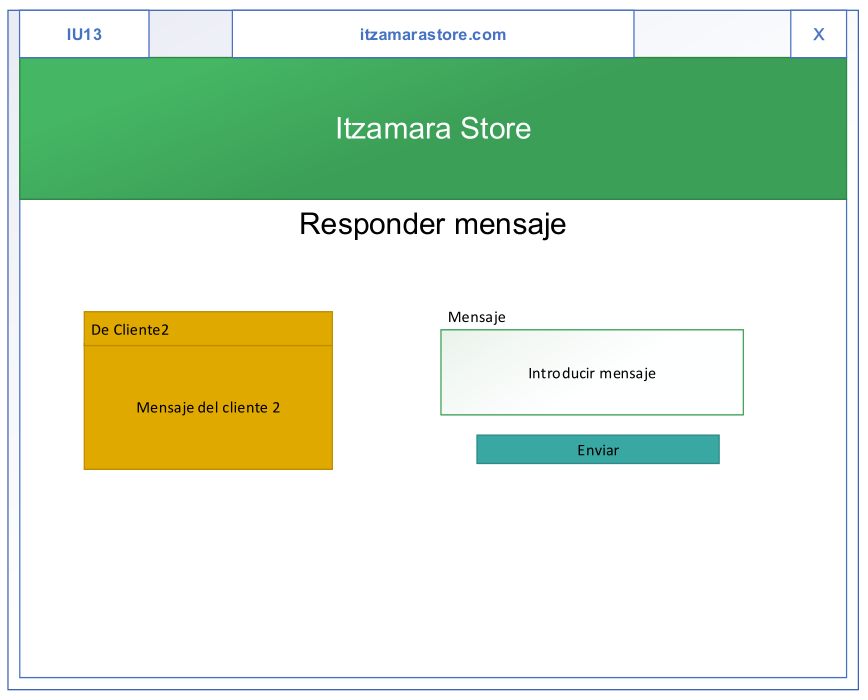 IU13
itzamarastore.com
X
Itzamara Store
Responder mensaje
De Cliente2
Mensaje del cliente 2
Mensaje
Introducir mensaje
Enviar